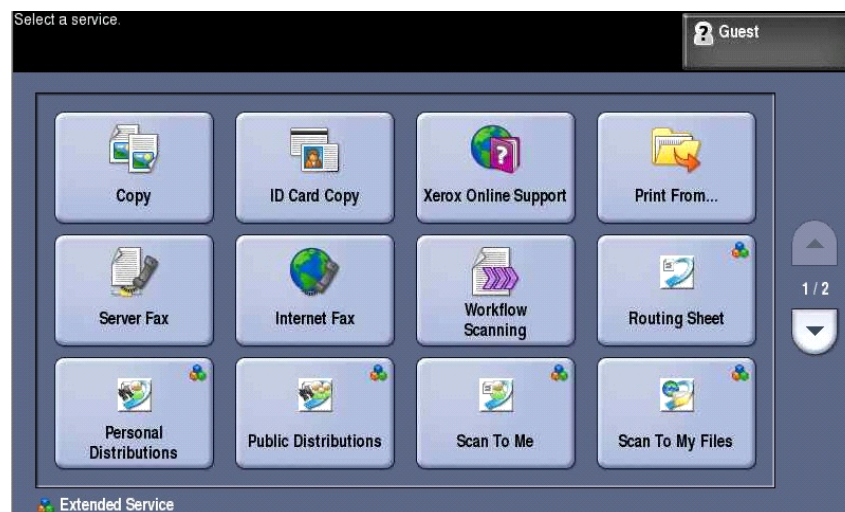 Select a service.
Guest
Copy
ID Card Copy
Xerox Online Support
Print From...
Server Fax
Internet Fax
Workflow
Scanning
Routing Sheet
1 / 2
Personal
Distributions
Public Distributions
Scan To Me
Scan To My Files
Extended Service